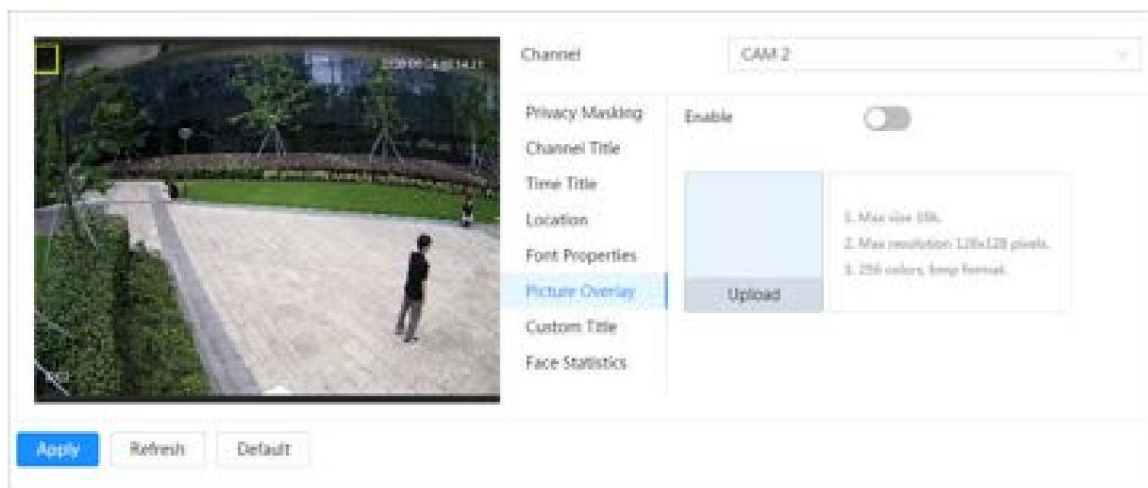 Channel
CAM 2
Privacy Masking
Channel Title
Time Title
Location
Font Properties
Picture Overlay
Custom Title
Face Statistics
Enable
1. Max size 16k.
2. Max resolution 128x128 pixels.
3. 256 colors, bmp format.
Upload
Apply
Refresh
Default